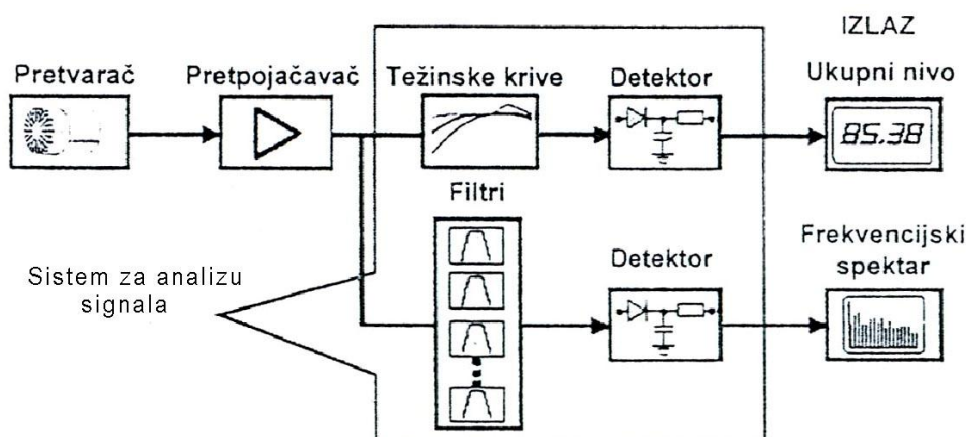 IZLAZ
Pretvarač
Pretpojačavač
Težinske krive
Detektor
Ukupni nivo
85.38
Filtri
Sistem za analizu
signala
Detektor
Frekvencijski
spektar